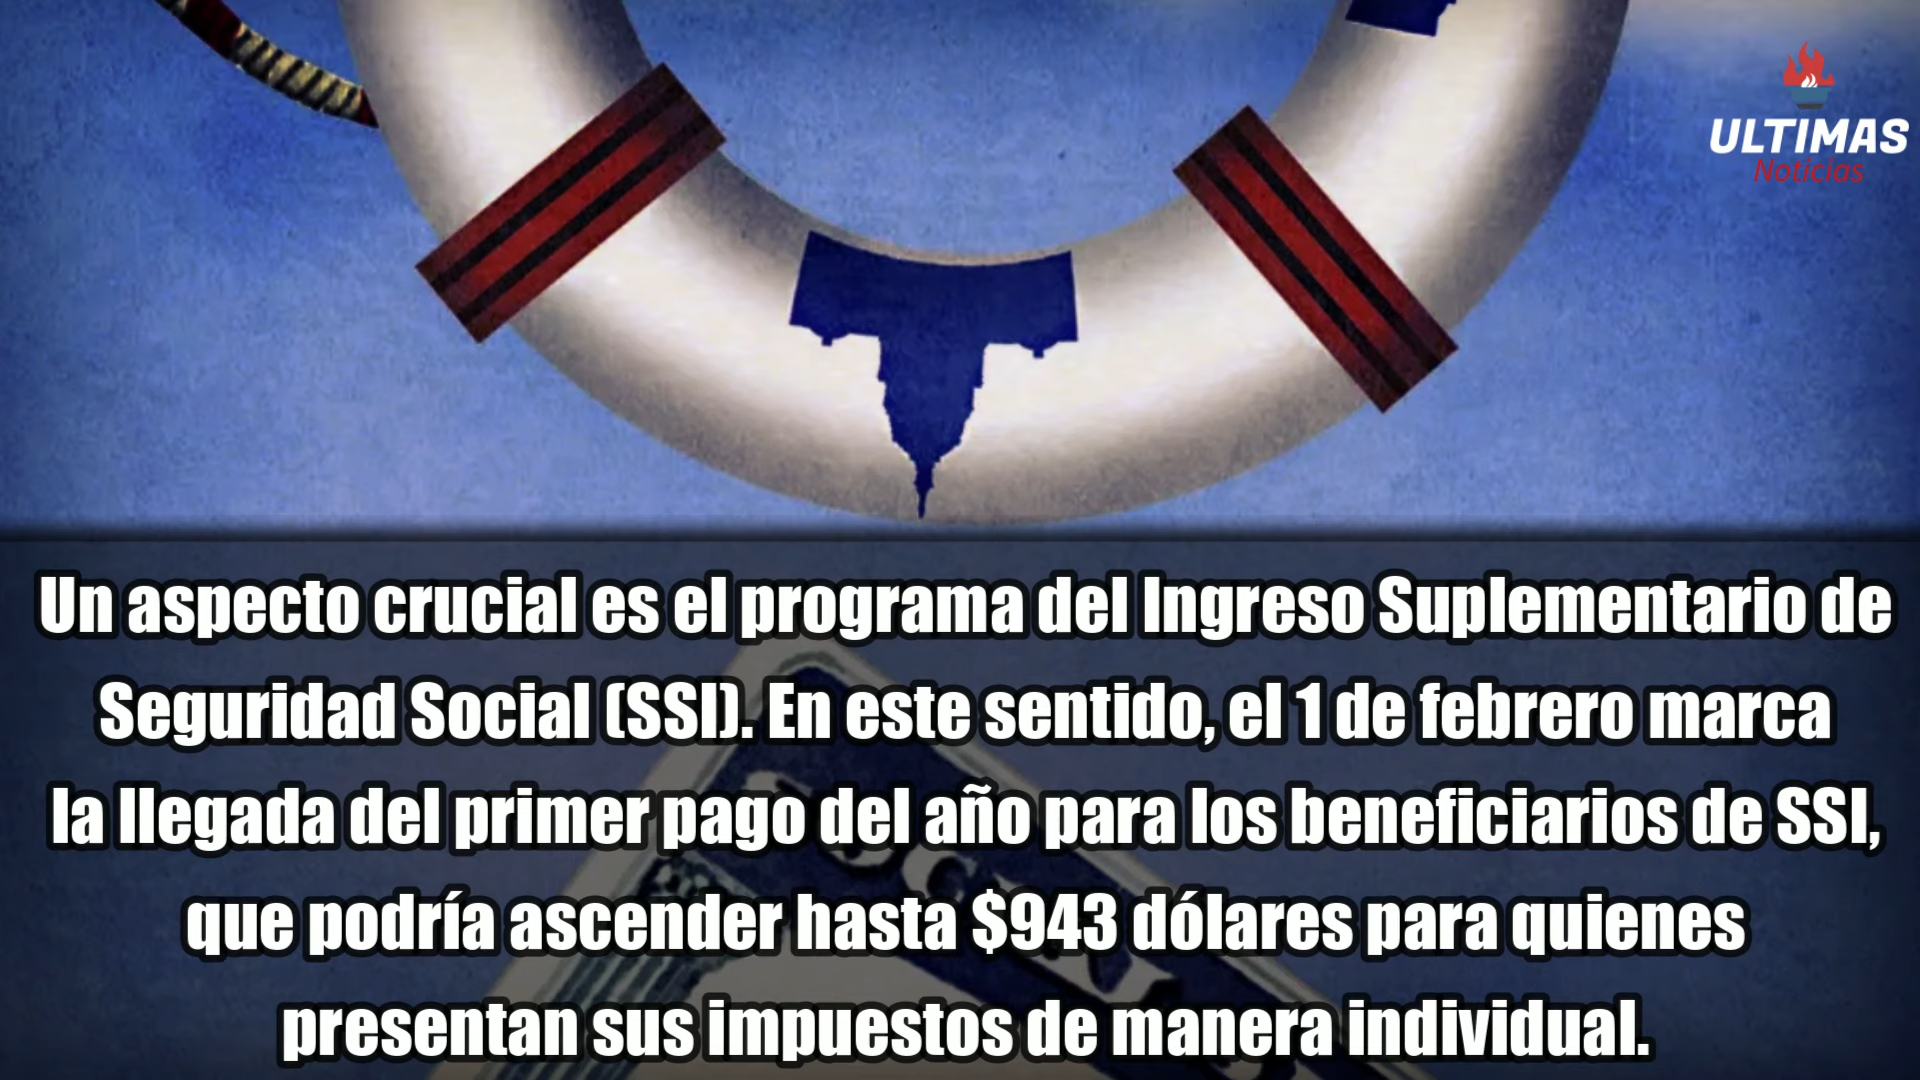 ULTIMAS
Noticias
Un aspecto crucial es el programa del Ingreso Suplementario de
Seguridad Social (SSI). En este sentido, el 1 de febrero marca
la llegada del primer pago del año para los beneficiarios de SSI,
que podría ascender hasta $943 dólares para quienes
presentan sus impuestos de manera individual.